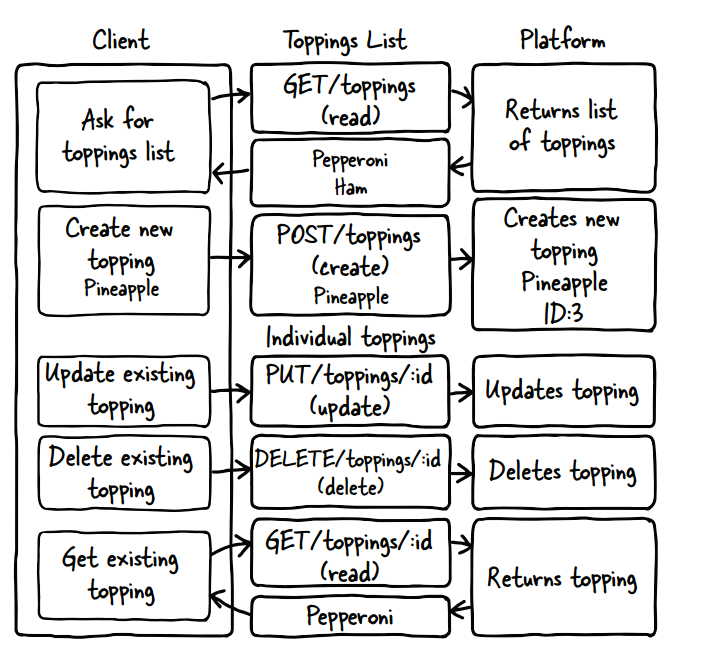 Client
Toppings List
Platform
Ask for
toppings list
GET/toppings
(read)
Returns list
of toppings
Pepperoni
Ham
Create new
topping
Pineapple
POST/toppings
(create)
Pineapple
Creates new
topping
Pineapple
ID:3
Individual toppings
Update existing
topping
PUT/toppings/:id
(update)
Updates topping
Delete existing
topping
DELETE/toppings/:id
(delete)
Deletes topping
Get existing
topping
GET/toppings/:id
(read)
Returns topping
Pepperoni